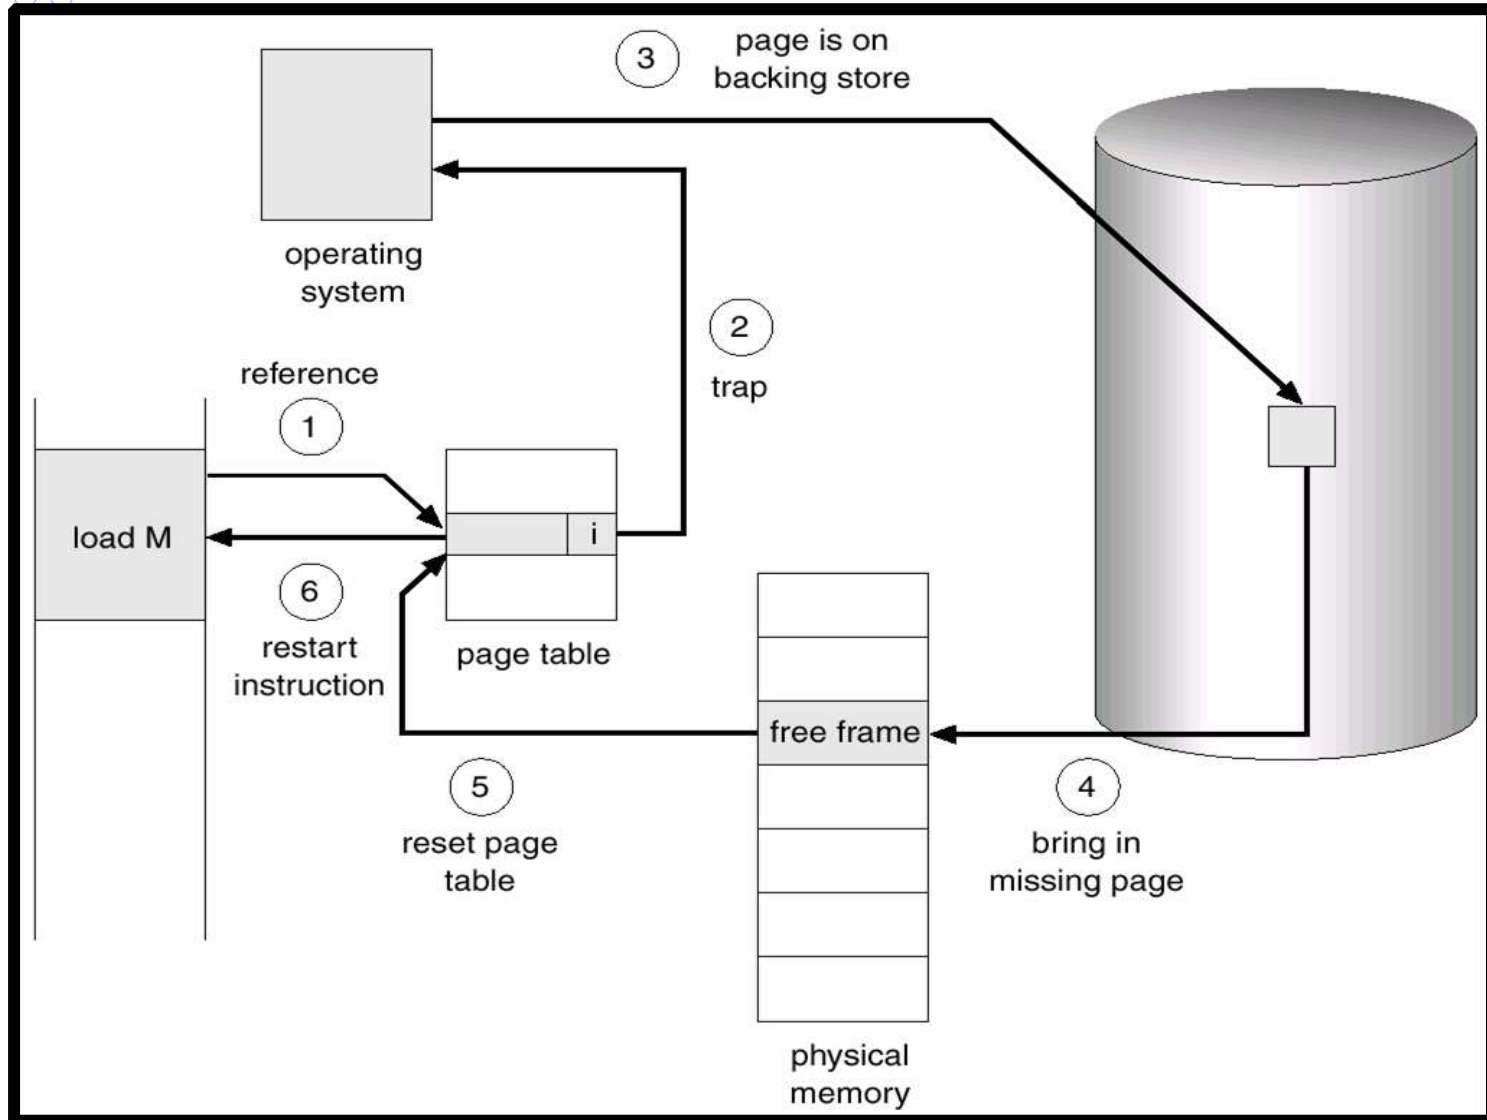 3
page is on
backing store
operating
system
2
trap
reference
1
load M
i
6
restart
instruction
page table
free frame
5
reset page
table
4
bring in
missing page
physical
memory